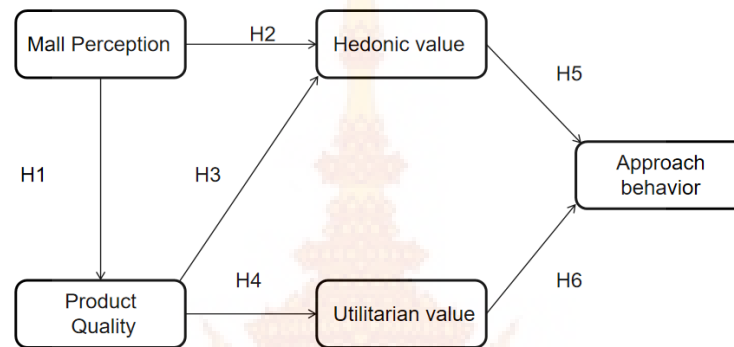 Mall Perception
H2
Hedonic value
H5
H1
H3
Approach
behavior
Product
Quality
H4
Utilitarian value
H6